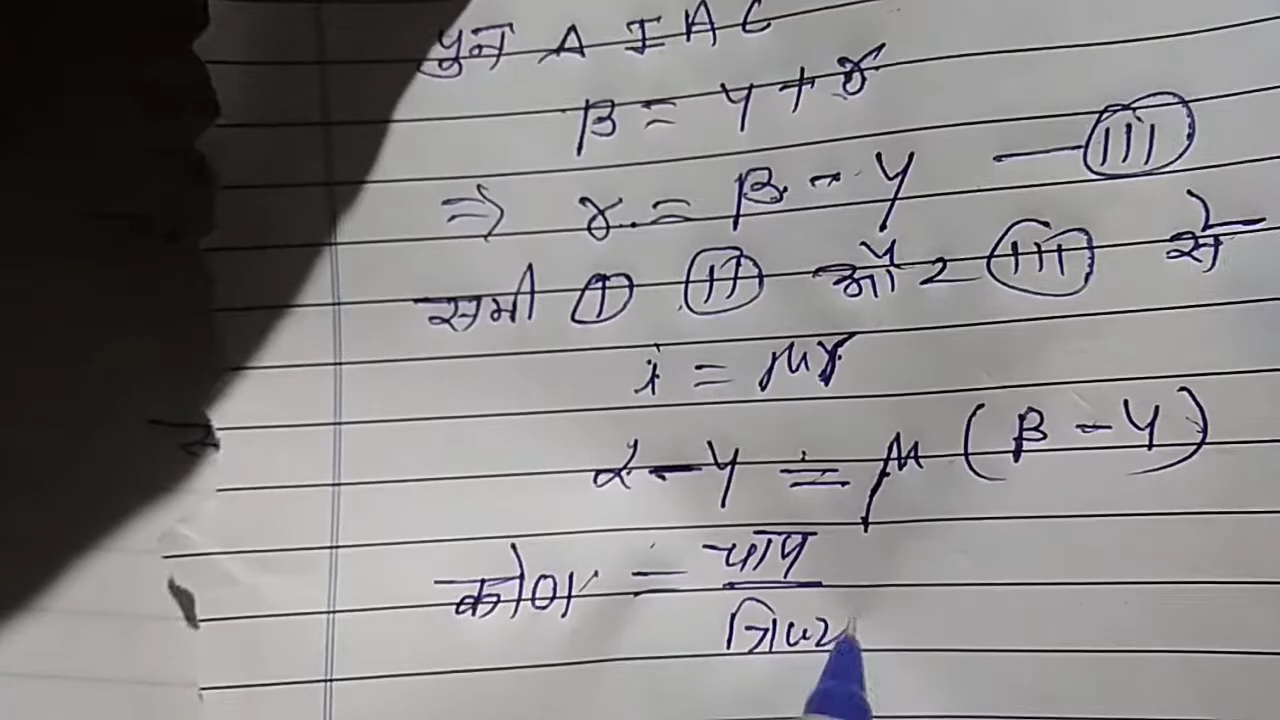 पुन Δ I A C
β = γ + r
⇒ r = β - γ — III
समी I II और III से
i = μr
α - γ = μ (β - γ)
कोण = चाप
त्रिज्य